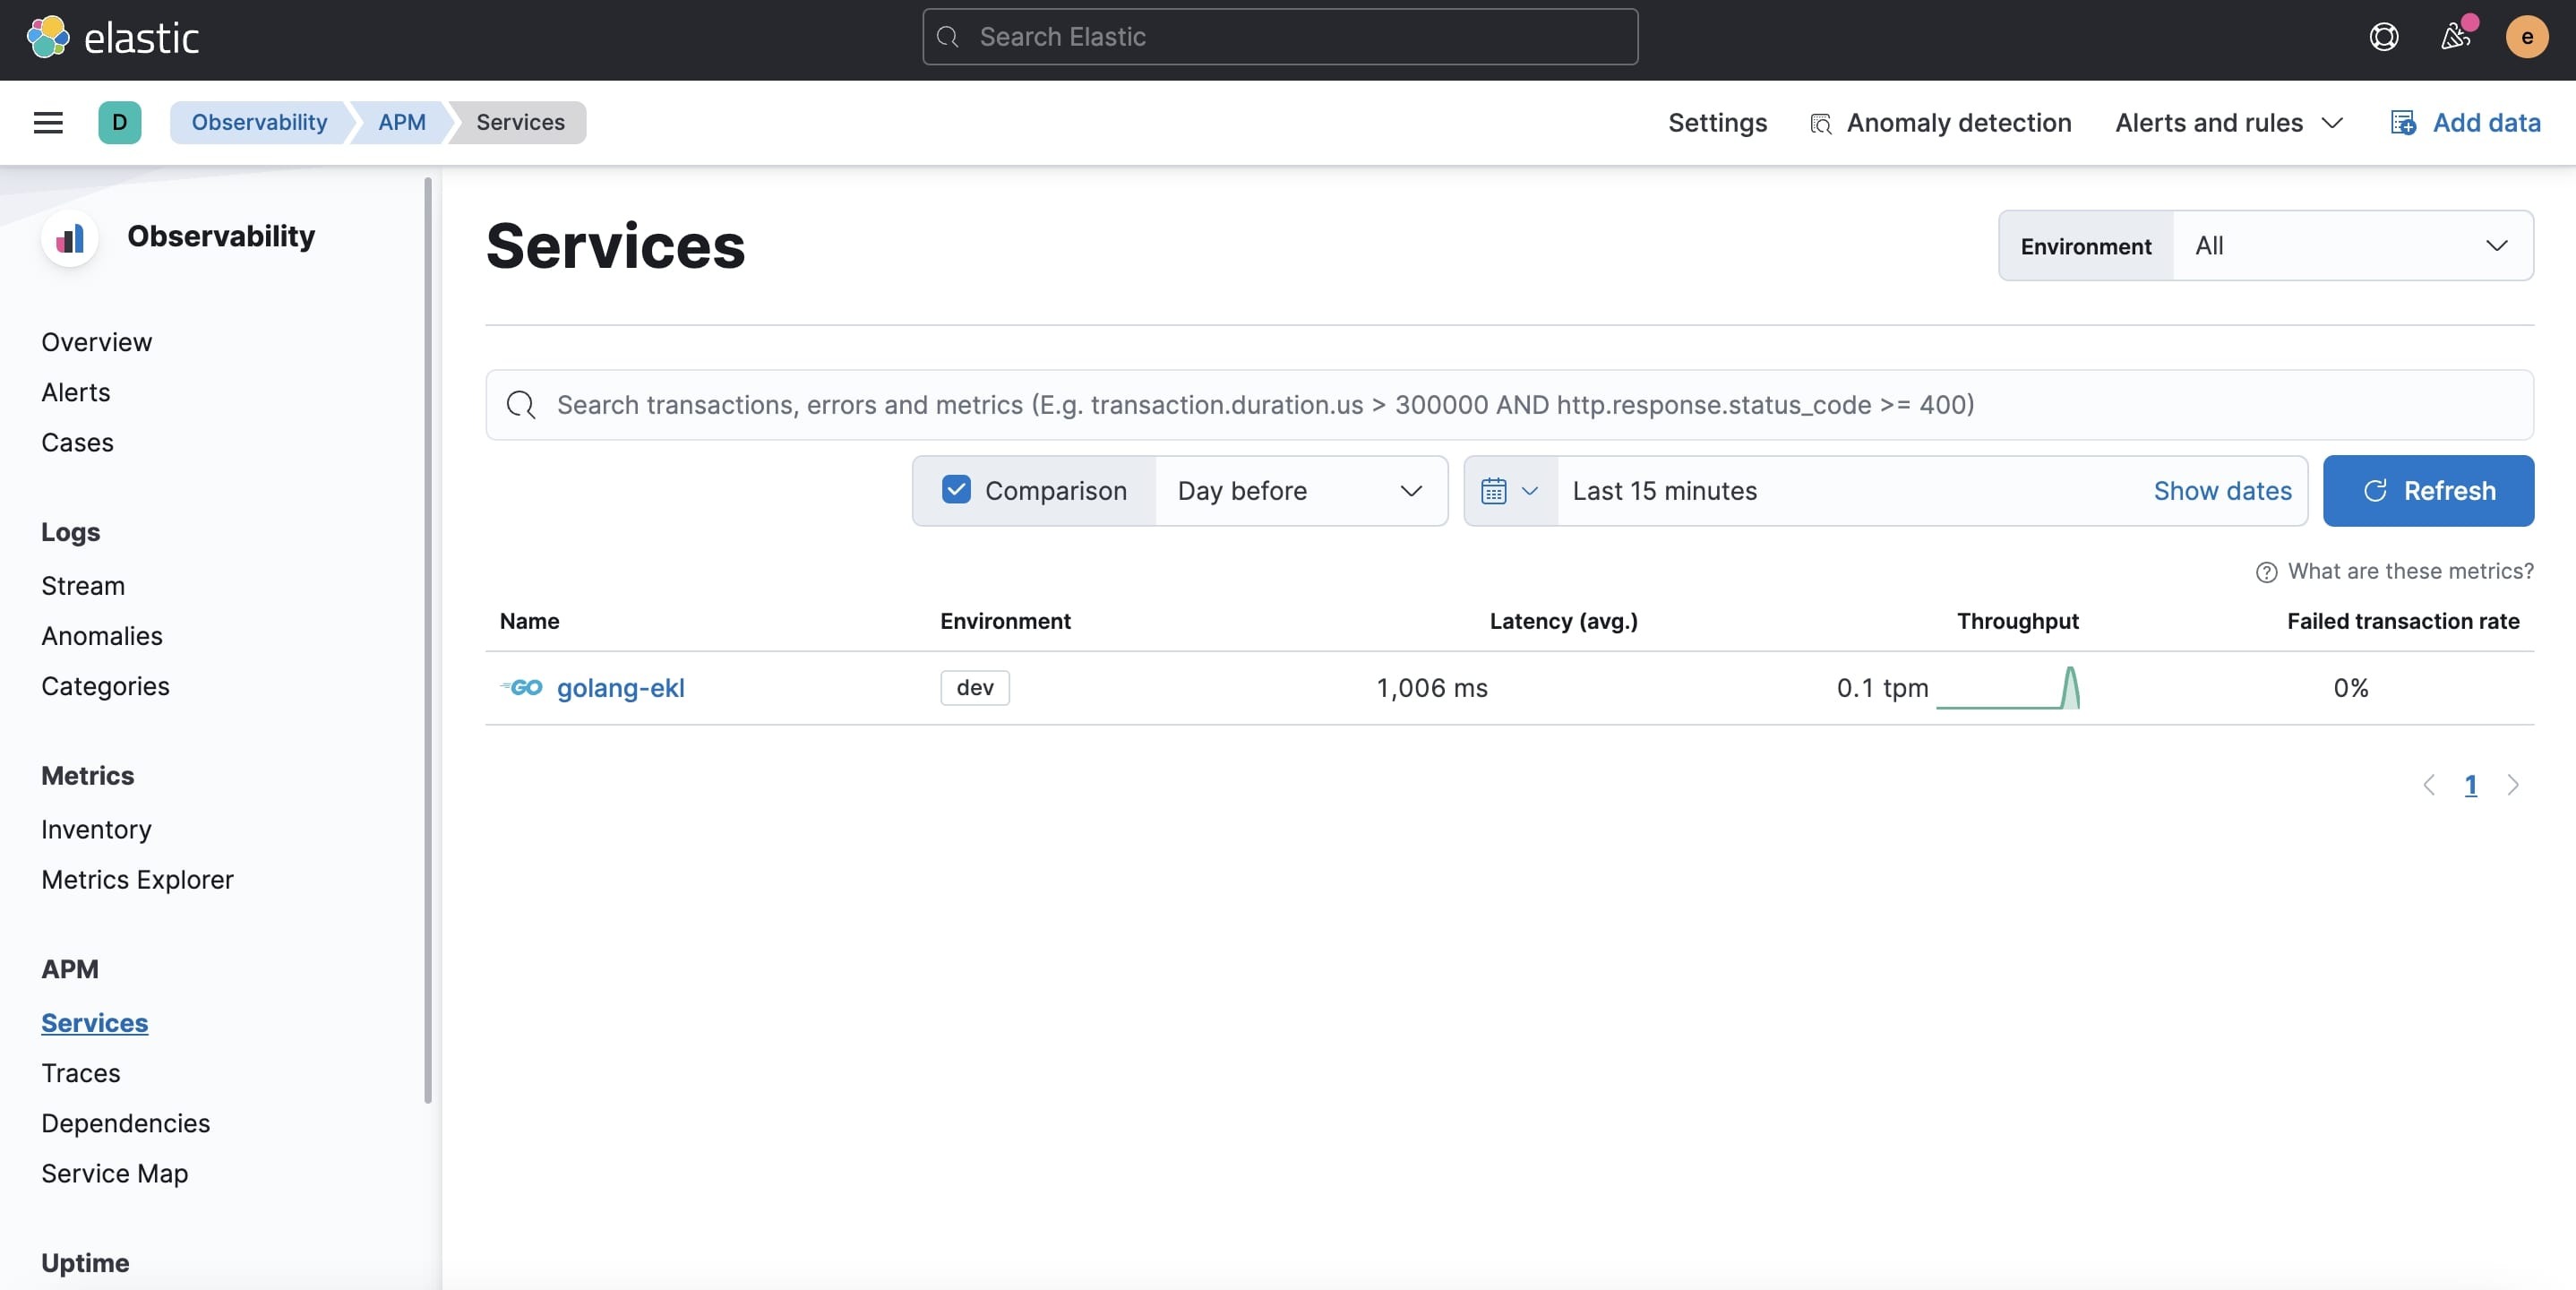 elastic
Search Elastic
e
D
Observability
APM
Services
Settings
Anomaly detection
Alerts and rules
Add data
Observability
Overview
Alerts
Cases
Logs
Stream
Anomalies
Categories
Metrics
Inventory
Metrics Explorer
APM
Services
Traces
Dependencies
Service Map
Uptime
Services
Environment All
Search transactions, errors and metrics (E.g. transaction.duration.us > 300000 AND http.response.status_code >= 400)
Comparison Day before
Last 15 minutes Show dates
Refresh
What are these metrics?
Name Environment Latency (avg.) Throughput Failed transaction rate
GO golang-ekl dev 1,006 ms 0.1 tpm 0%
1